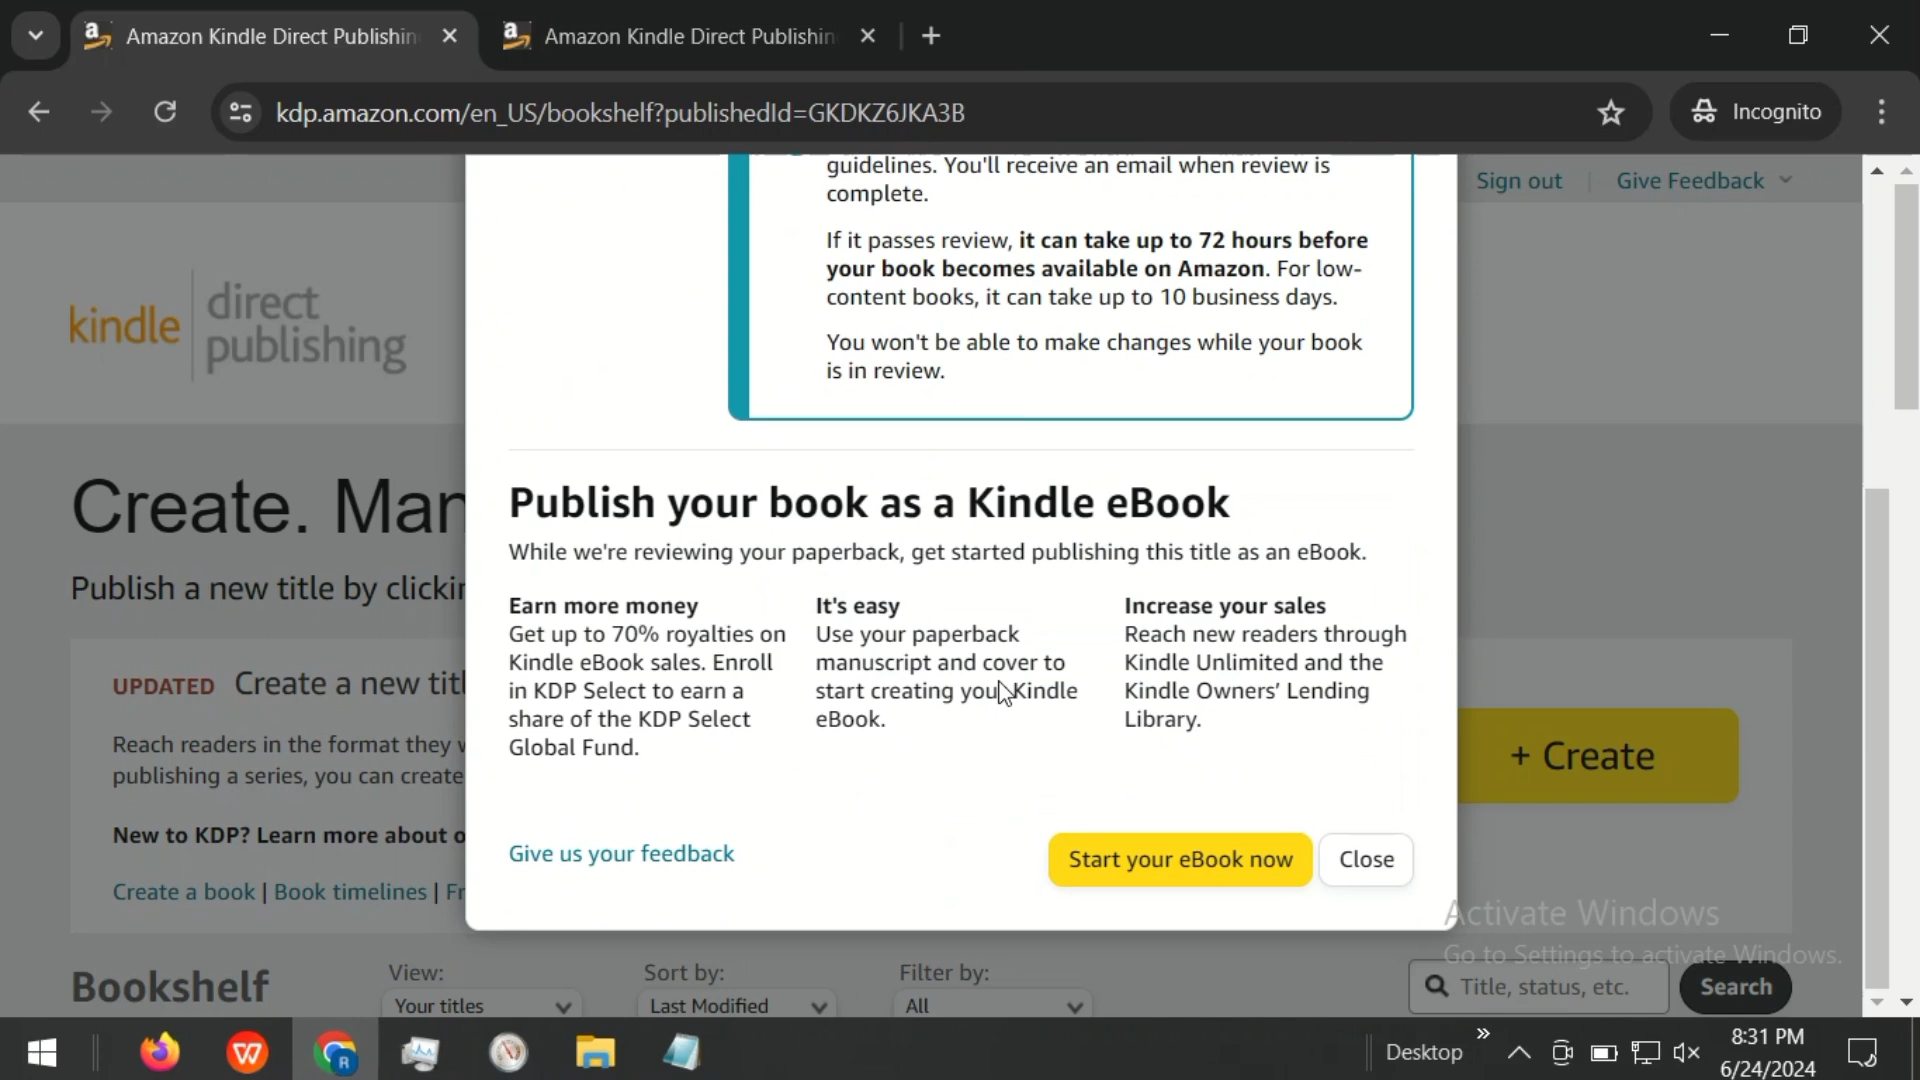 Amazon Kindle Direct Publishin
Amazon Kindle Direct Publishin
kdp.amazon.com/en_US/bookshelf?publishedId=GKDKZ6JKA3B
Incognito
Sign out | Give Feedback
kindle direct publishing
guidelines. You'll receive an email when review is
complete.
If it passes review, it can take up to 72 hours before
your book becomes available on Amazon. For low-
content books, it can take up to 10 business days.
You won't be able to make changes while your book
is in review.
Create. Man
Publish a new title by clickin
Publish your book as a Kindle eBook
While we're reviewing your paperback, get started publishing this title as an eBook.
Earn more money
Get up to 70% royalties on
Kindle eBook sales. Enroll
in KDP Select to earn a
share of the KDP Select
Global Fund.
It's easy
Use your paperback
manuscript and cover to
start creating your Kindle
eBook.
Increase your sales
Reach new readers through
Kindle Unlimited and the
Kindle Owners' Lending
Library.
UPDATED Create a new titl
Reach readers in the format they w
publishing a series, you can create
New to KDP? Learn more about o
Create a book | Book timelines | Fr
+ Create
Give us your feedback
Start your eBook now
Close
Activate Windows
Go to Settings to activate Windows.
Bookshelf
View:
Your titles
Sort by:
Last Modified
Filter by:
All
Title, status, etc.
Search
Desktop
8:31 PM
6/24/2024